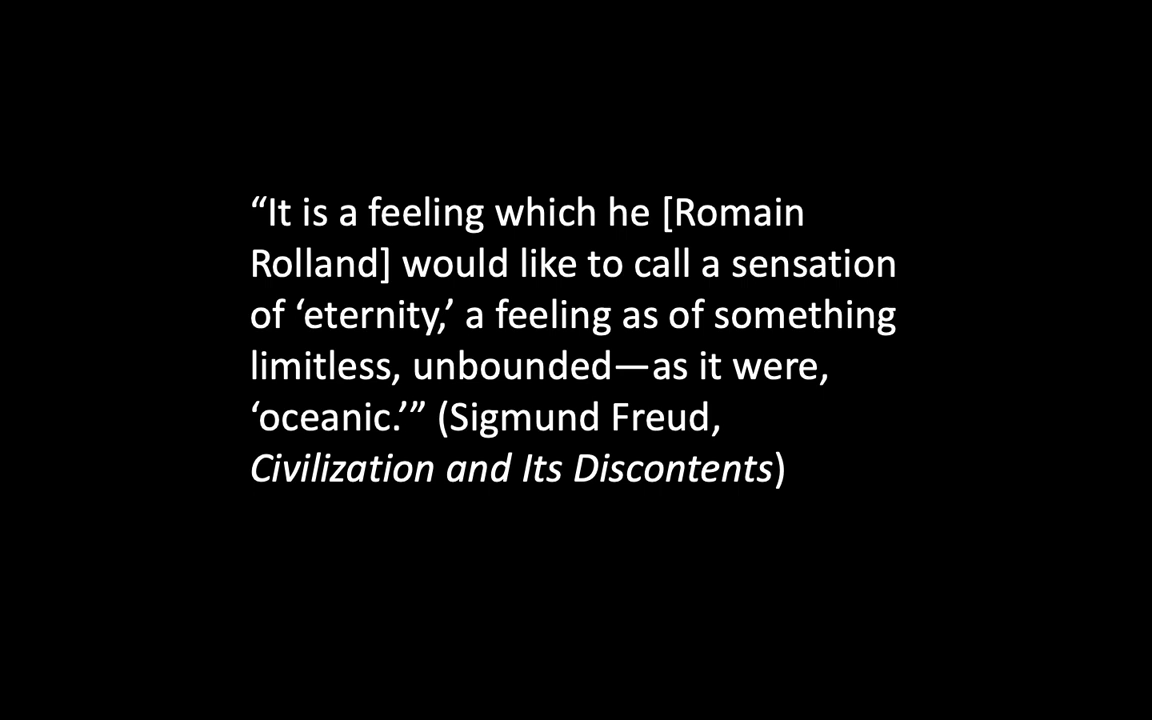 “It is a feeling which he [Romain
Rolland] would like to call a sensation
of ‘eternity,’ a feeling as of something
limitless, unbounded—as it were,
‘oceanic.’” (Sigmund Freud,
Civilization and Its Discontents)